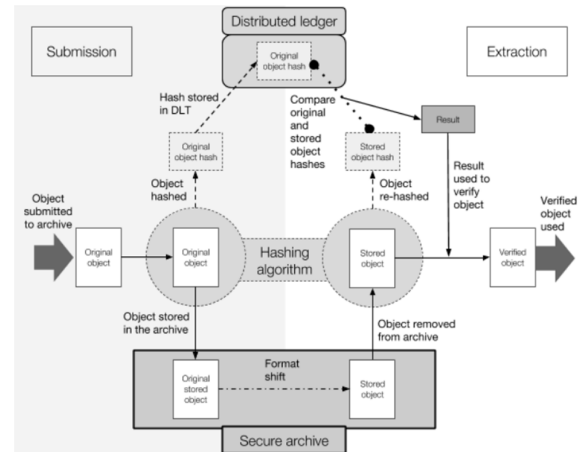 Distributed ledger
Submission
Extraction
Original
object hash
Hash stored
in DLT
Compare
original
and
stored
object
hashes
Result
Original
object hash
Stored
object hash
Object
hashed
Object
re-hashed
Result
used to
verify
object
Object
submitted
to archive
Verified
object
used
Original
object
Original
object
Hashing
algorithm
Stored
object
Verified
object
Object stored
in the archive
Object removed
from archive
Original
stored
object
Format
shift
Stored
object
Secure archive